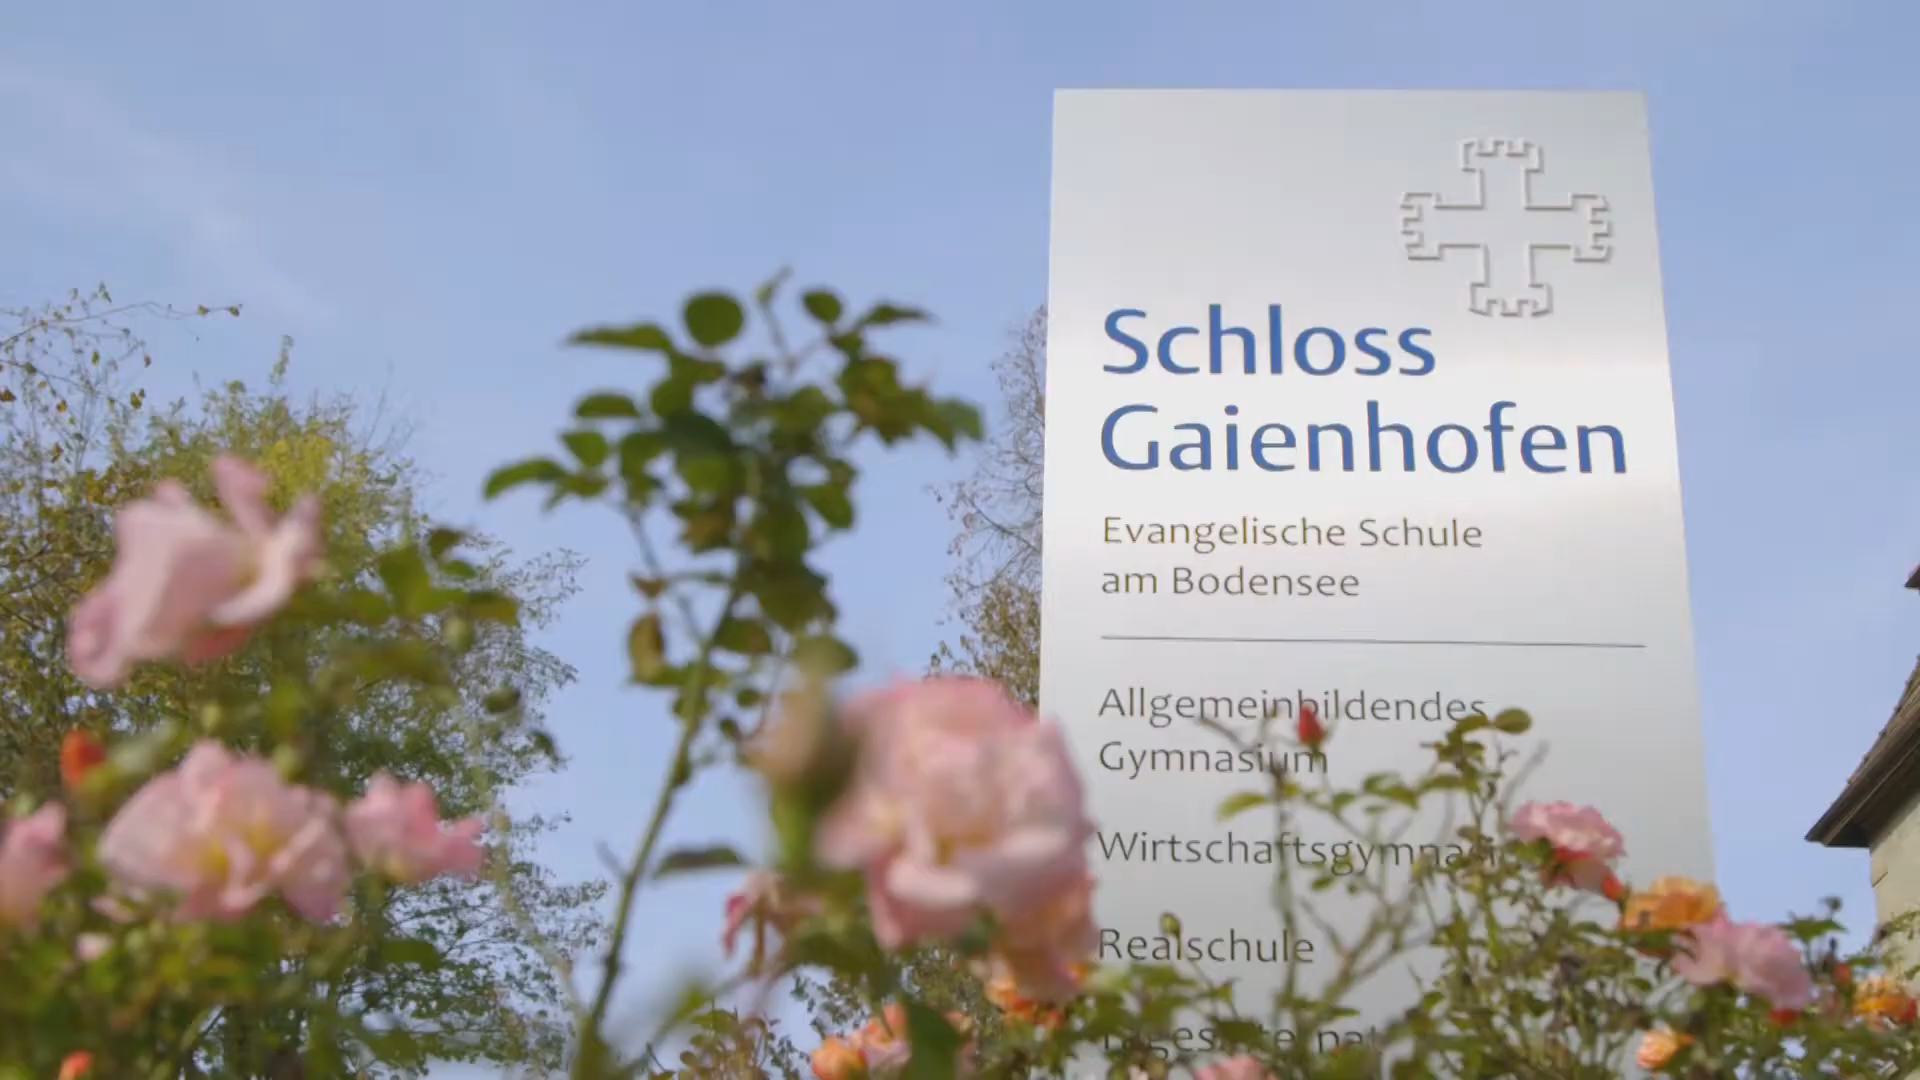 Schloss
Gaienhofen
Evangelische Schule
am Bodensee
Allgemeinbildendes
Gymnasium
Realschule